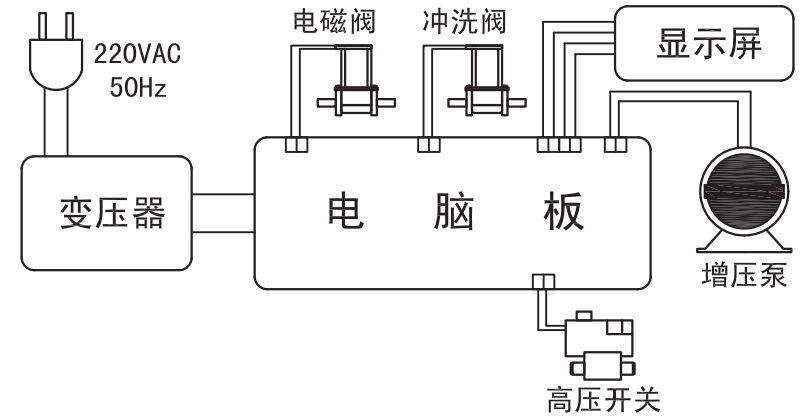 电磁阀
冲洗阀
显示屏
220VAC
50Hz
变压器
电脑板
增压泵
高压开关